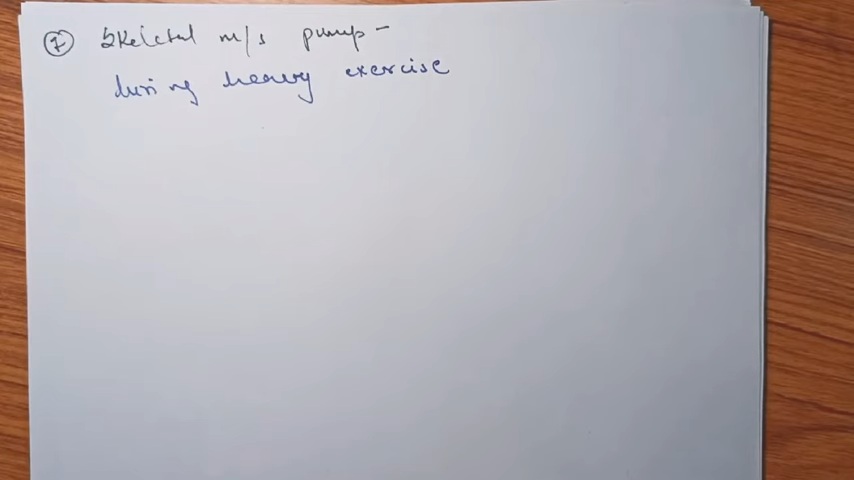 ⑦ Skeletal m/s pump -
during heavy exercise